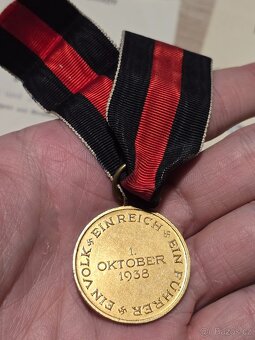 EIN VOLK EIN REICH EIN FÜHRER
1.
OKTOBER
1938